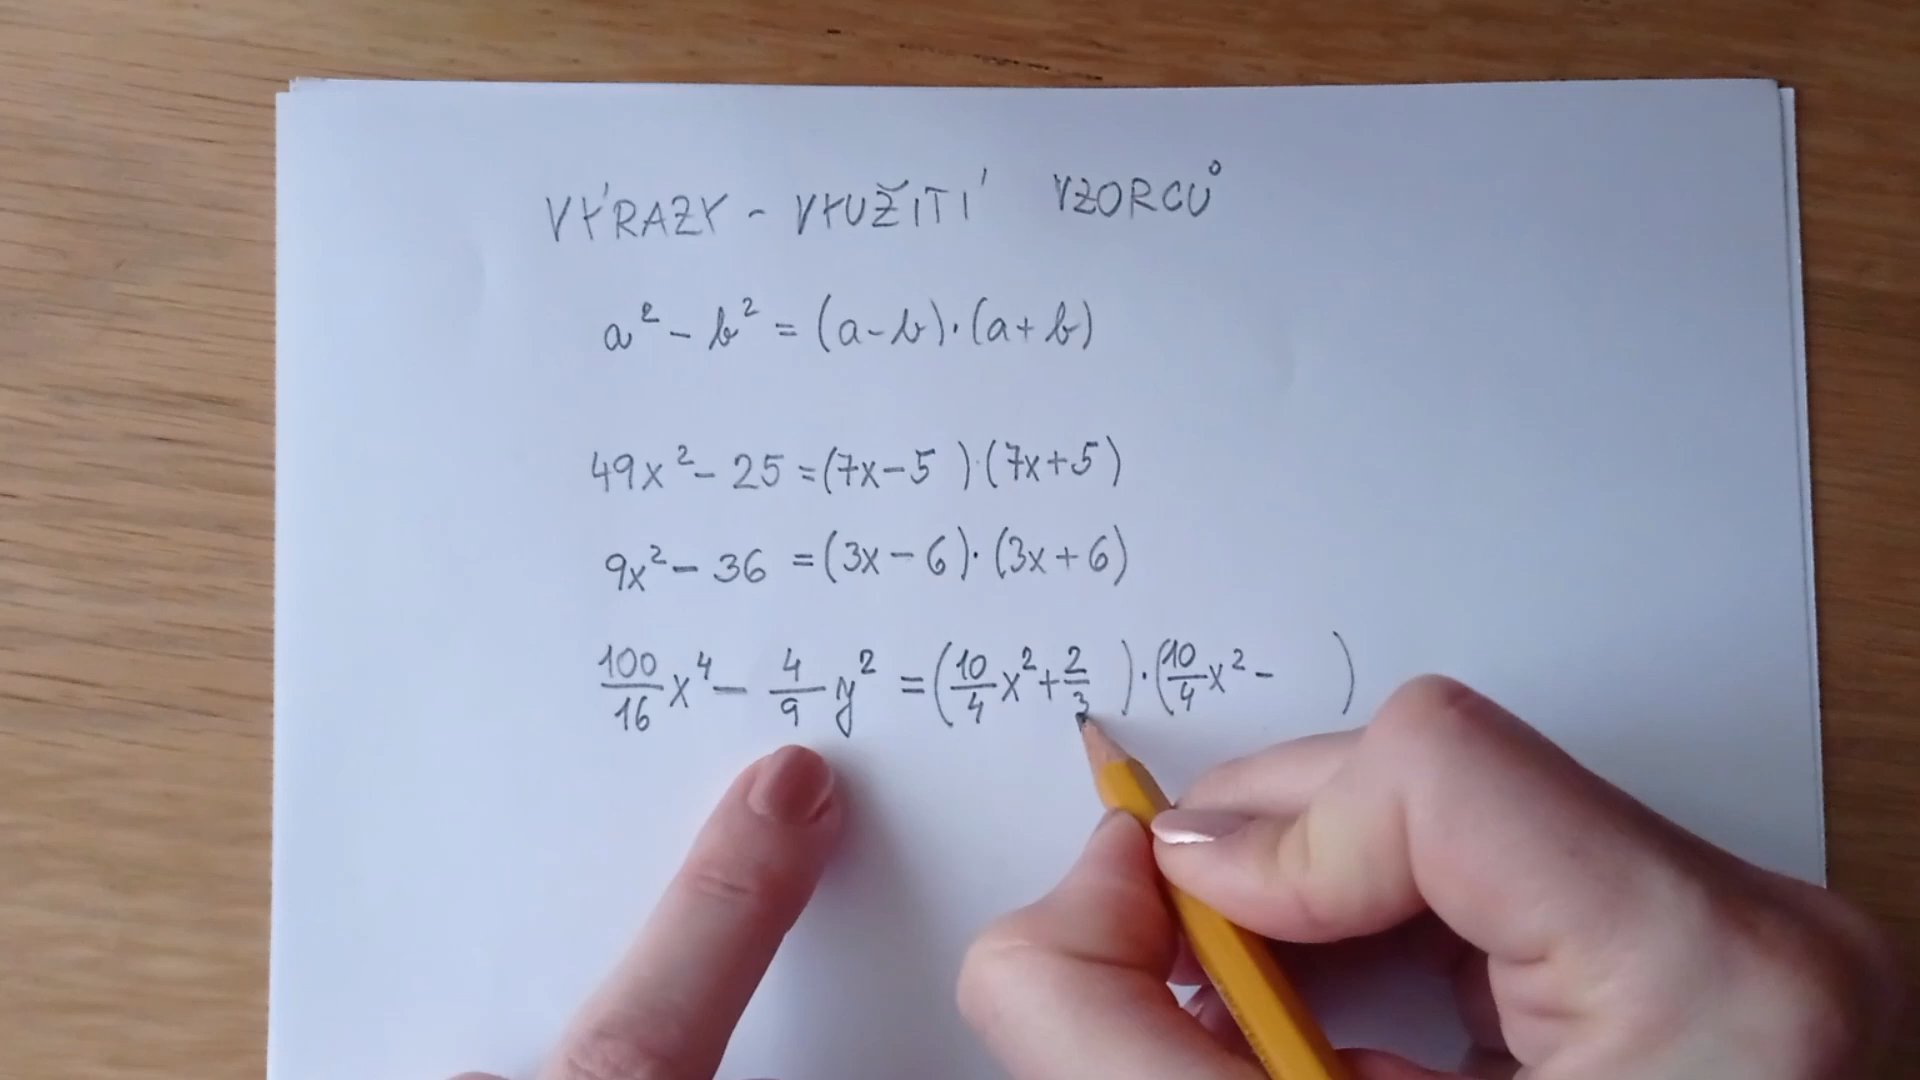 VÝRAZY - VYUŽITÍ VZORCŮ
a² - b² = (a-b)·(a+b)
49x² - 25 = (7x-5)·(7x+5)
9x² - 36 = (3x-6)·(3x+6)
100/16 x⁴ - 4/9 y² = (10/4 x² + 2/3 )·(10/4 x² - )